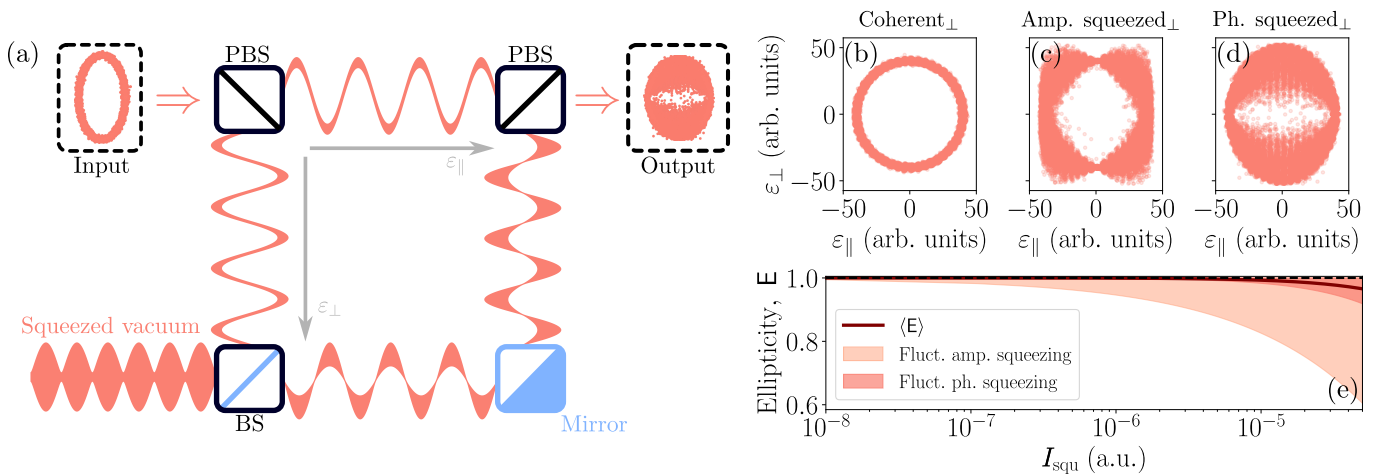 (a)
PBS
PBS
Input
Output
ε∥
ε⊥
Squeezed vacuum
BS
Mirror
Coherent⊥
Amp. squeezed⊥
Ph. squeezed⊥
(b)
(c)
(d)
50
0
−50
ε⊥ (arb. units)
−50 0 50
−50 0 50
−50 0 50
ε∥ (arb. units)
ε∥ (arb. units)
ε∥ (arb. units)
Ellipticity, E
1.0
0.8
0.6
⟨E⟩
Fluct. amp. squeezing
Fluct. ph. squeezing
(e)
10⁻⁸ 10⁻⁷ 10⁻⁶ 10⁻⁵
Isqu (a.u.)